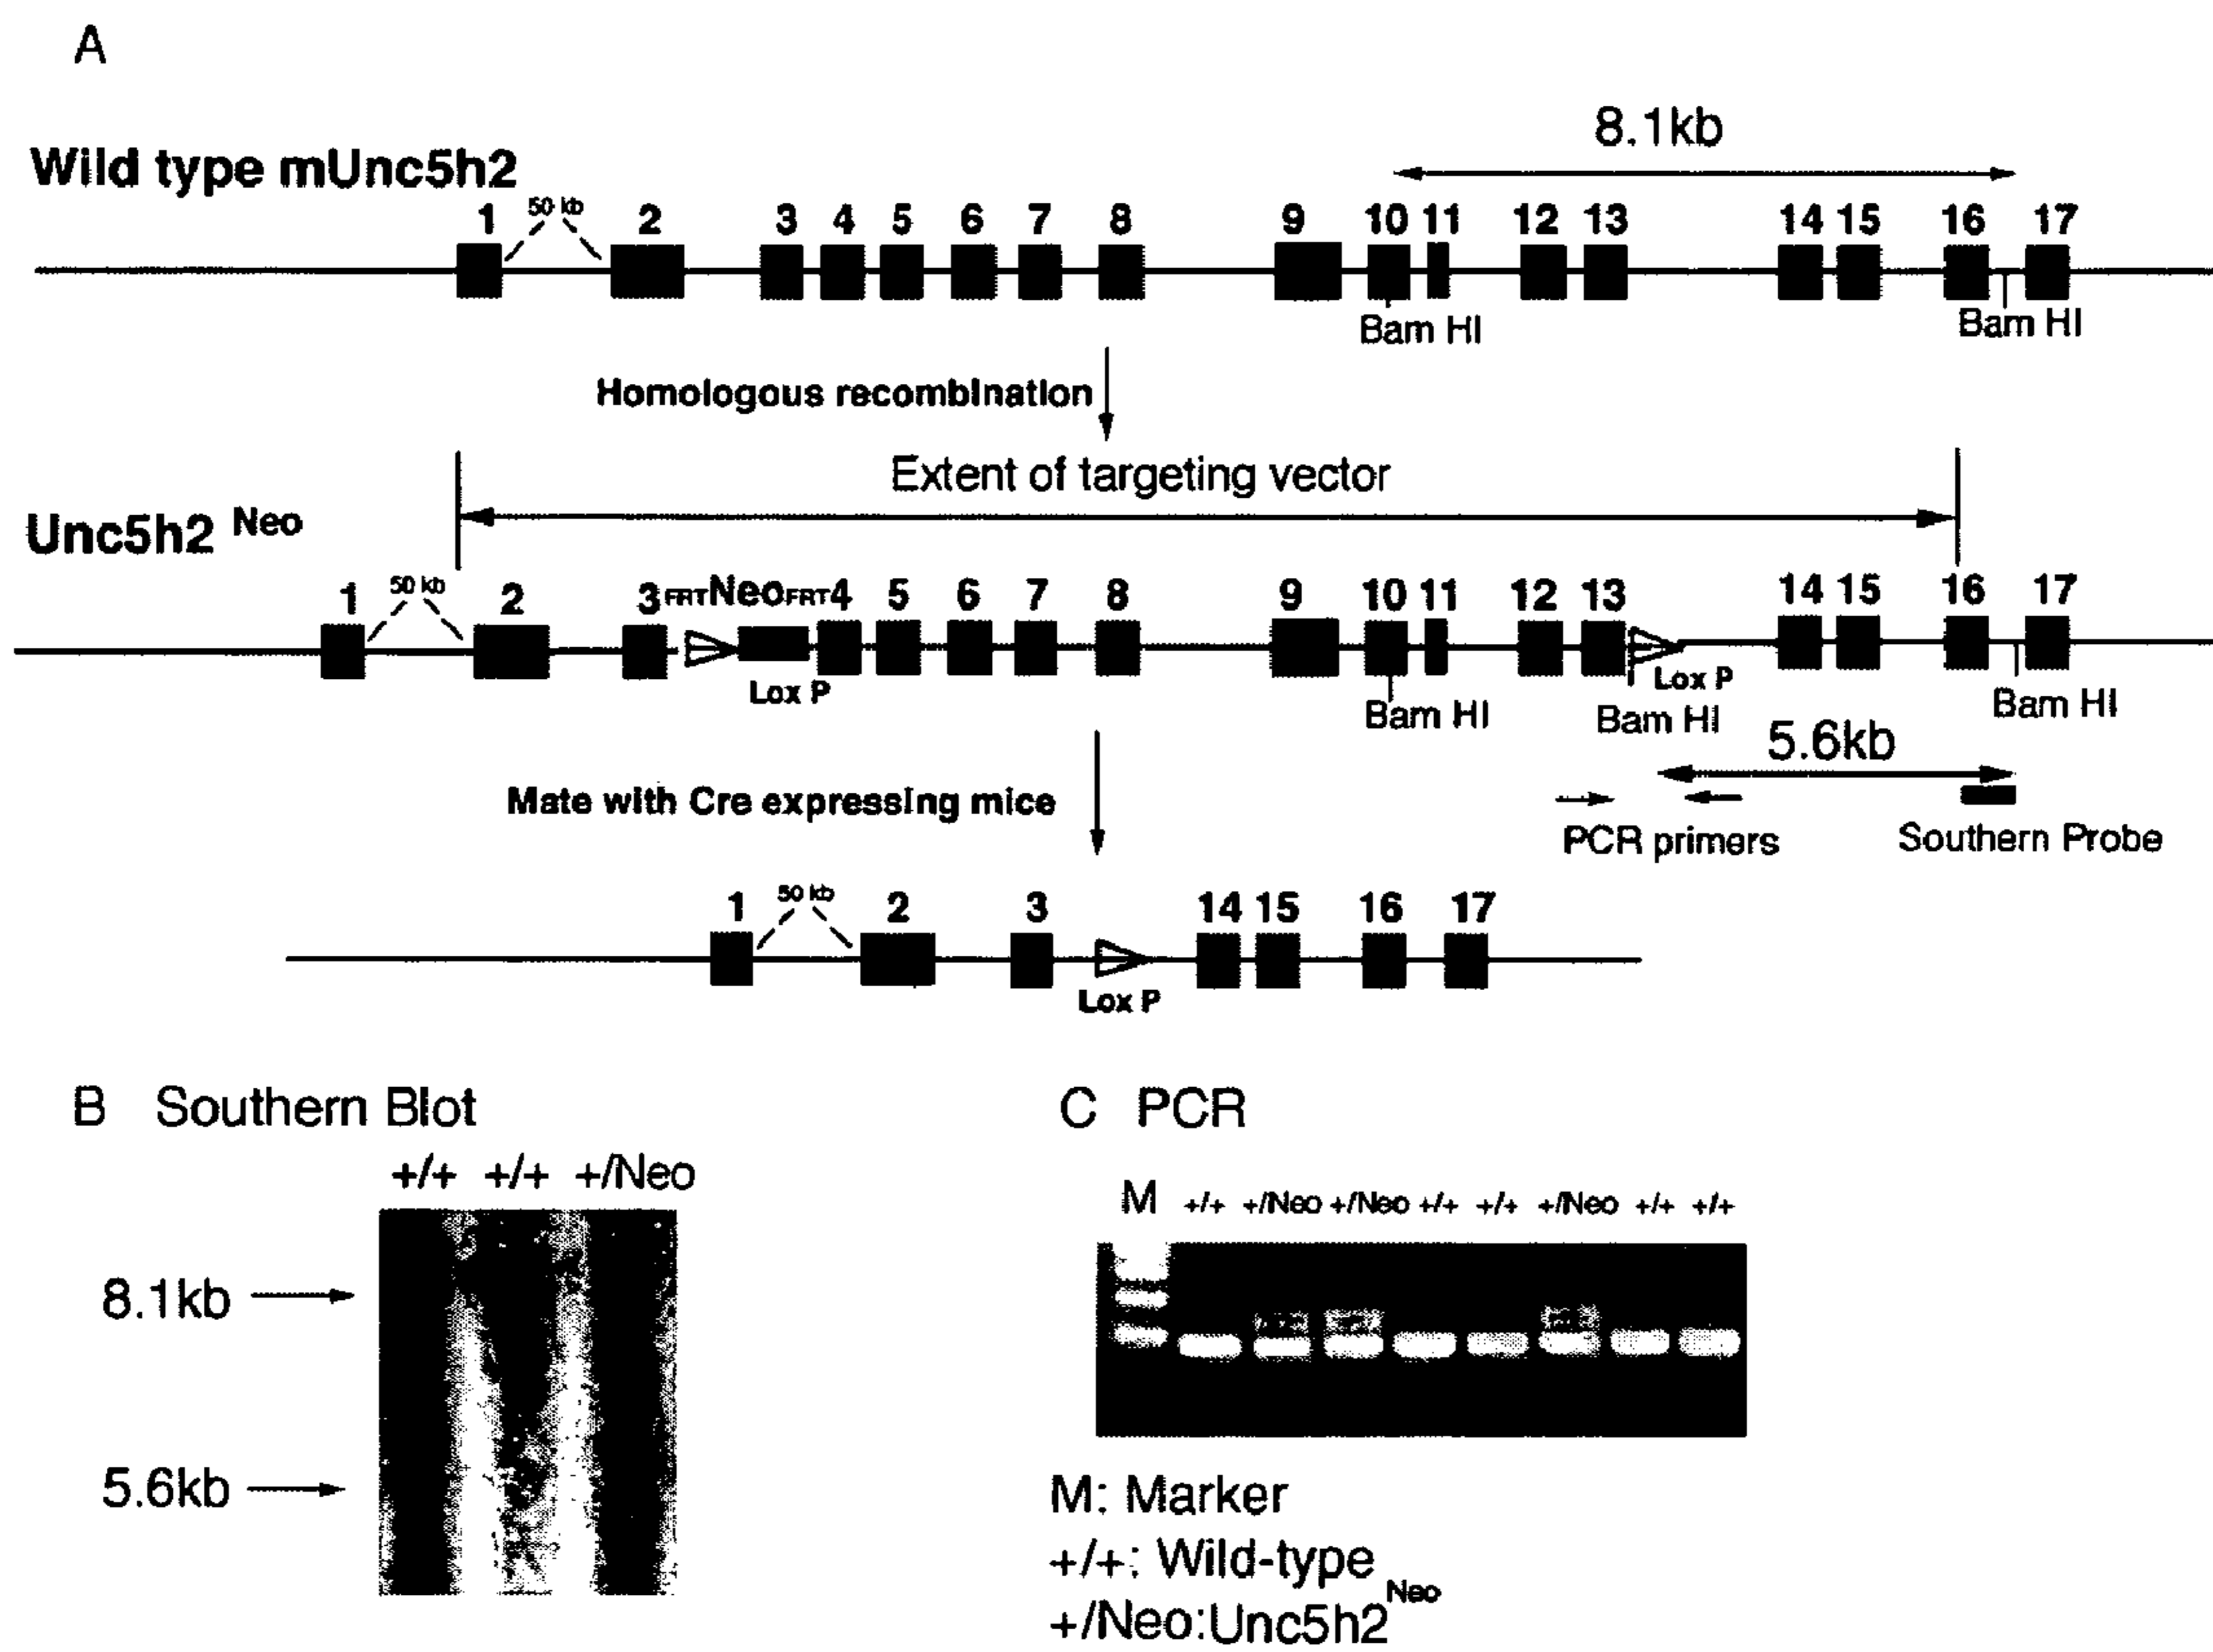 A
8.1kb
Wild type mUnc5h2
1 50 kb 2 3 4 5 6 7 8 9 10 11 12 13 14 15 16 17
Bam HI Bam HI
Homologous recombination
Extent of targeting vector
Unc5h2 Neo
1 50 kb 2 3 FRT Neo FRT 4 5 6 7 8 9 10 11 12 13 14 15 16 17
Lox P Lox P
Bam HI Bam HI Bam HI
5.6kb
Mate with Cre expressing mice
PCR primers Southern Probe
1 50 kb 2 3 14 15 16 17
Lox P
B Southern Blot
+/+ +/+ +/Neo
8.1kb
5.6kb
C PCR
M +/+ +/Neo +/Neo +/+ +/+ +/Neo +/+ +/+
M: Marker
+/+: Wild-type
+/Neo:Unc5h2 Neo